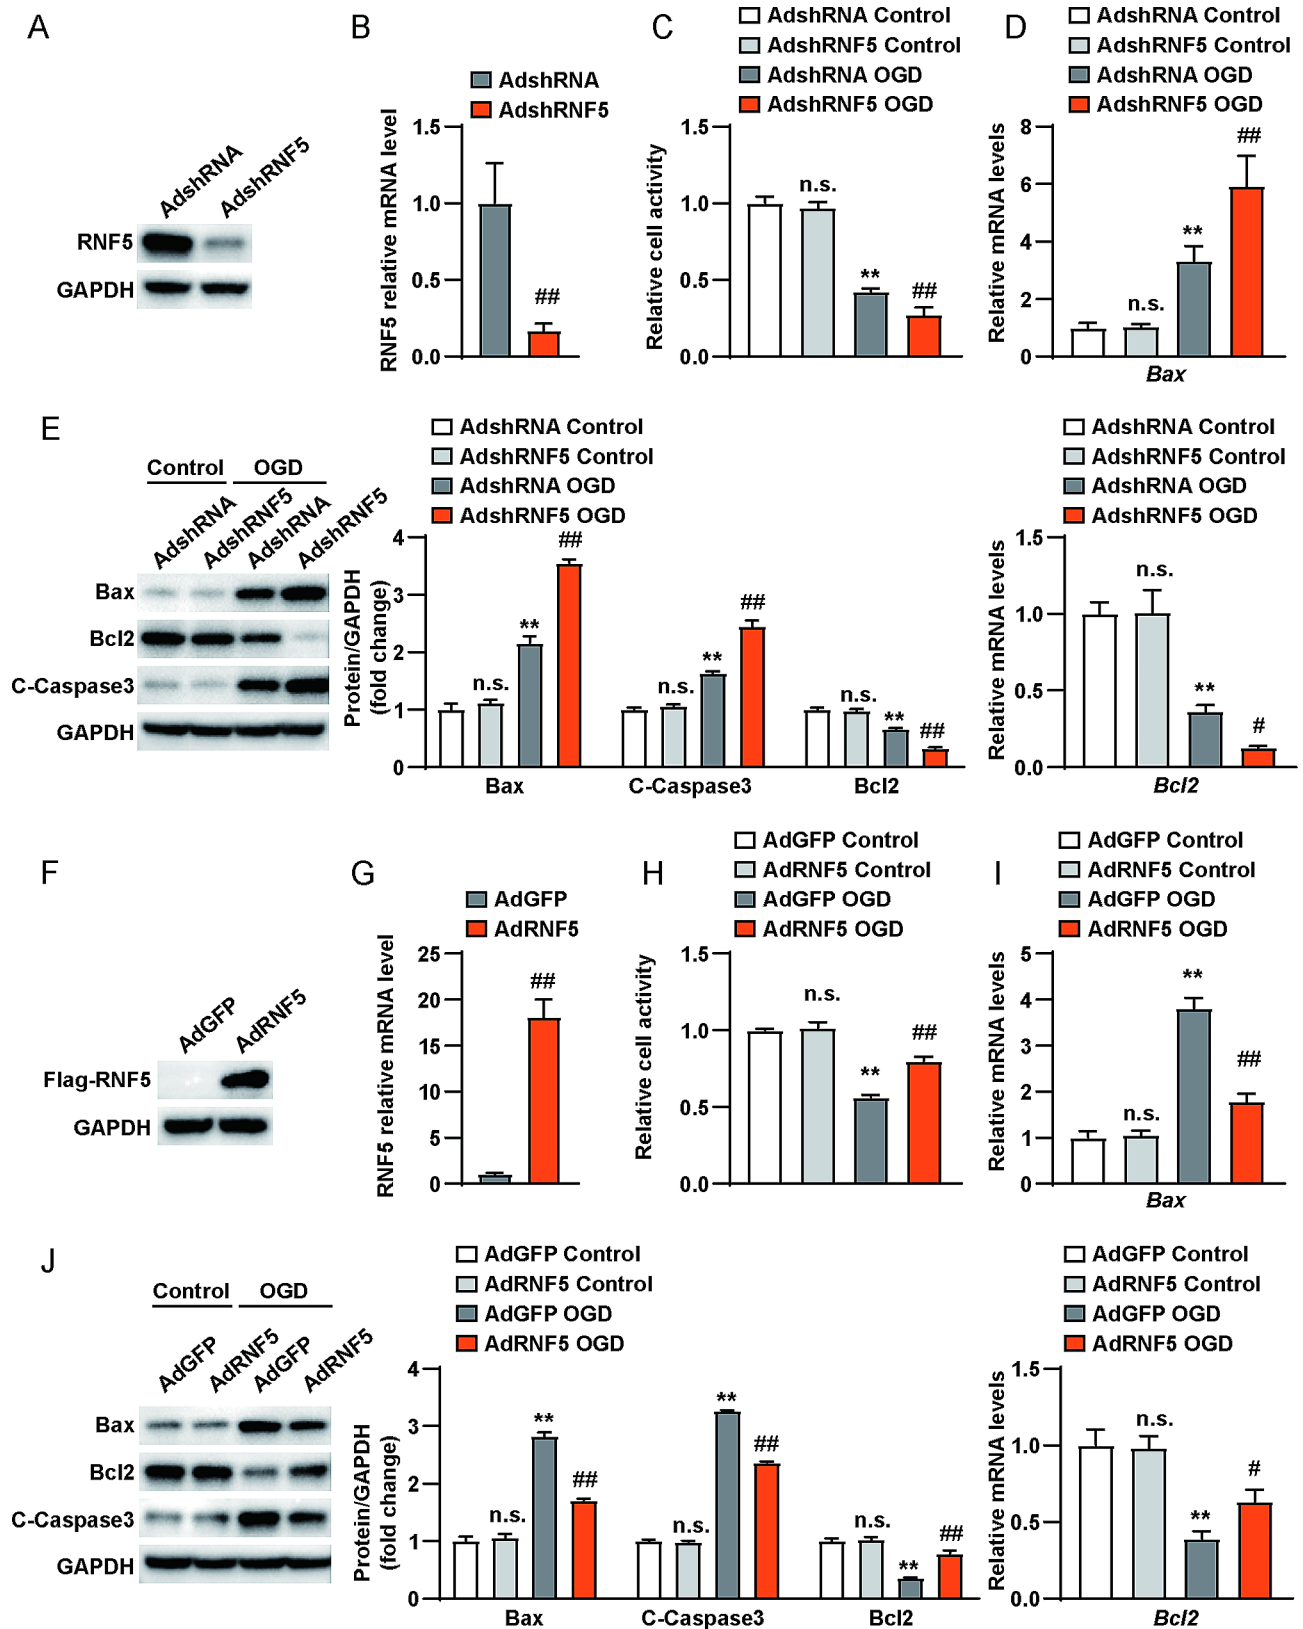 A
AdshRNA
AdshRNF5
RNF5
GAPDH
B
AdshRNA
AdshRNF5
RNF5 relative mRNA level
1.5
1.0
0.5
0.0
##
C
AdshRNA Control
AdshRNF5 Control
AdshRNA OGD
AdshRNF5 OGD
Relative cell activity
1.5
1.0
0.5
0.0
n.s.
**
##
D
AdshRNA Control
AdshRNF5 Control
AdshRNA OGD
AdshRNF5 OGD
Relative mRNA levels
8
6
4
2
0
n.s.
**
##
Bax
E
Control OGD
AdshRNA
AdshRNF5
AdshRNA
AdshRNF5
Bax
Bcl2
C-Caspase3
GAPDH
AdshRNA Control
AdshRNF5 Control
AdshRNA OGD
AdshRNF5 OGD
Protein/GAPDH
(fold change)
4
3
2
1
0
n.s. ** ##
n.s. ** ##
n.s. ** ##
Bax C-Caspase3 Bcl2
AdshRNA Control
AdshRNF5 Control
AdshRNA OGD
AdshRNF5 OGD
Relative mRNA levels
1.5
1.0
0.5
0.0
n.s.
**
#
Bcl2
F
AdGFP
AdRNF5
Flag-RNF5
GAPDH
G
AdGFP
AdRNF5
RNF5 relative mRNA level
25
20
15
10
5
0
##
H
AdGFP Control
AdRNF5 Control
AdGFP OGD
AdRNF5 OGD
Relative cell activity
1.5
1.0
0.5
0.0
n.s.
**
##
I
AdGFP Control
AdRNF5 Control
AdGFP OGD
AdRNF5 OGD
Relative mRNA levels
5
4
3
2
1
0
n.s.
**
##
Bax
J
Control OGD
AdGFP
AdRNF5
AdGFP
AdRNF5
Bax
Bcl2
C-Caspase3
GAPDH
AdGFP Control
AdRNF5 Control
AdGFP OGD
AdRNF5 OGD
Protein/GAPDH
(fold change)
4
3
2
1
0
n.s. ** ##
n.s. ** ##
n.s. ** ##
Bax C-Caspase3 Bcl2
AdGFP Control
AdRNF5 Control
AdGFP OGD
AdRNF5 OGD
Relative mRNA levels
1.5
1.0
0.5
0.0
n.s.
**
#
Bcl2